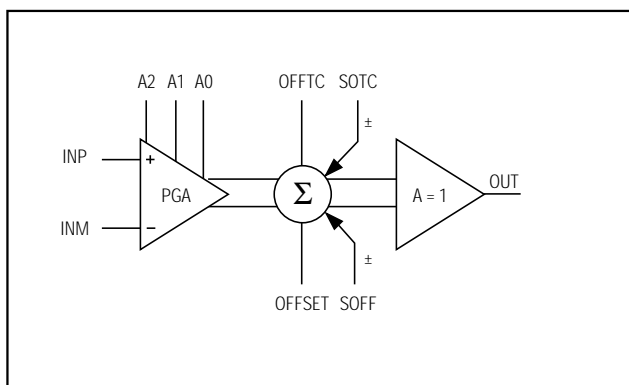 A2 A1 A0 OFFTC SOTC
±
INP + PGA Σ A = 1 OUT
INM −
±
OFFSET SOFF